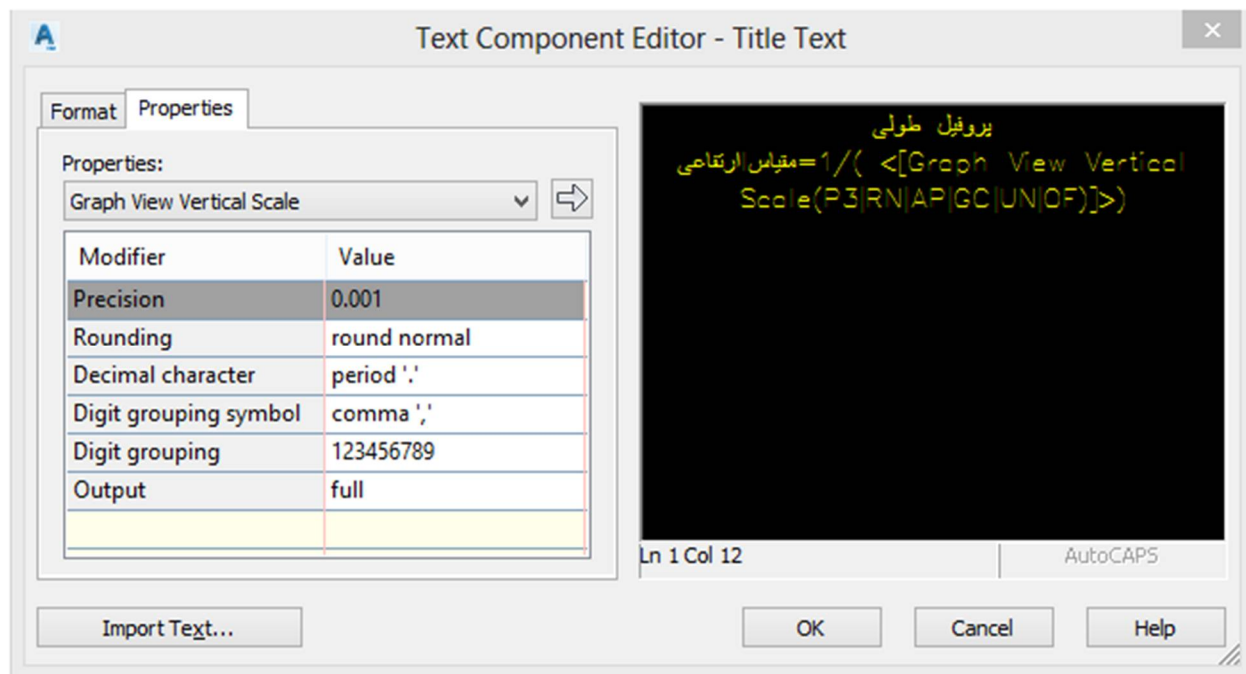 Text Component Editor - Title Text
Format
Properties
Properties:
Graph View Vertical Scale
Modifier Value
Precision 0.001
Rounding round normal
Decimal character period '.'
Digit grouping symbol comma ','
Digit grouping 123456789
Output full
پروفیل طولی
مقیاس ارتفاعی=1/( <[Graph View Vertical
Scale(P3|RN|AP|GC|UN|OF)]>)
Ln 1 Col 12
AutoCAPS
Import Text...
OK
Cancel
Help